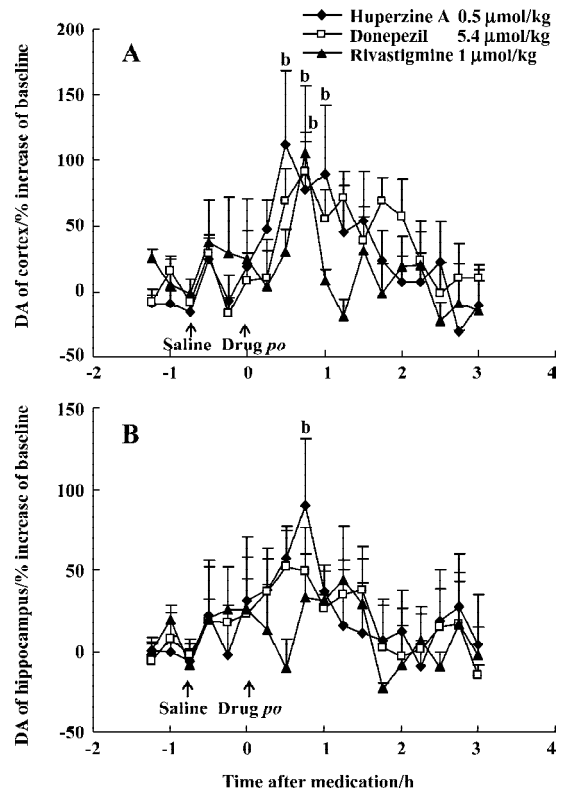 Huperzine A 0.5 μmol/kg
Donepezil 5.4 μmol/kg
Rivastigmine 1 μmol/kg
A
DA of cortex/% increase of baseline
200
150
100
50
0
-50
b
b
b
b
Saline
Drug po
-2
-1
0
1
2
3
4
B
DA of hippocampus/% increase of baseline
150
100
50
0
-50
b
Saline
Drug po
-2
-1
0
1
2
3
4
Time after medication/h